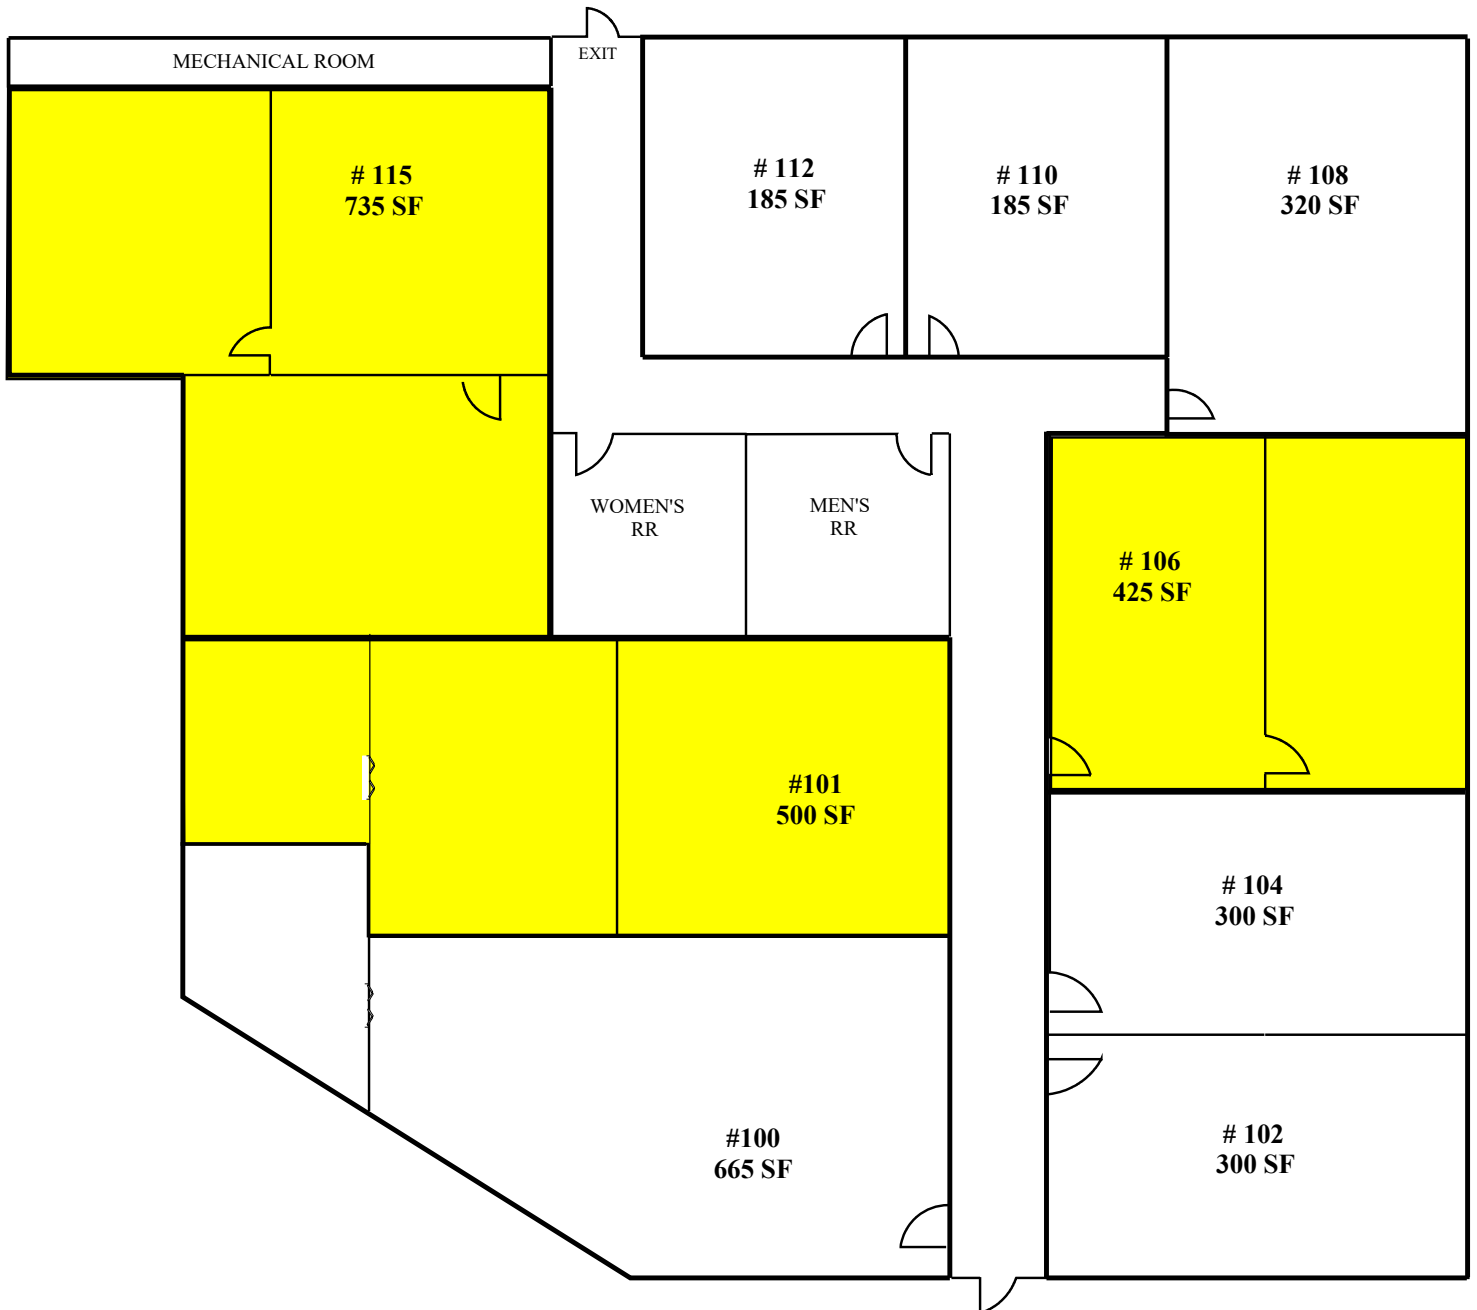 EXIT
MECHANICAL ROOM
# 115
735 SF
# 112
185 SF
# 110
185 SF
# 108
320 SF
WOMEN'S
RR
MEN'S
RR
# 106
425 SF
#101
500 SF
# 104
300 SF
#100
665 SF
# 102
300 SF